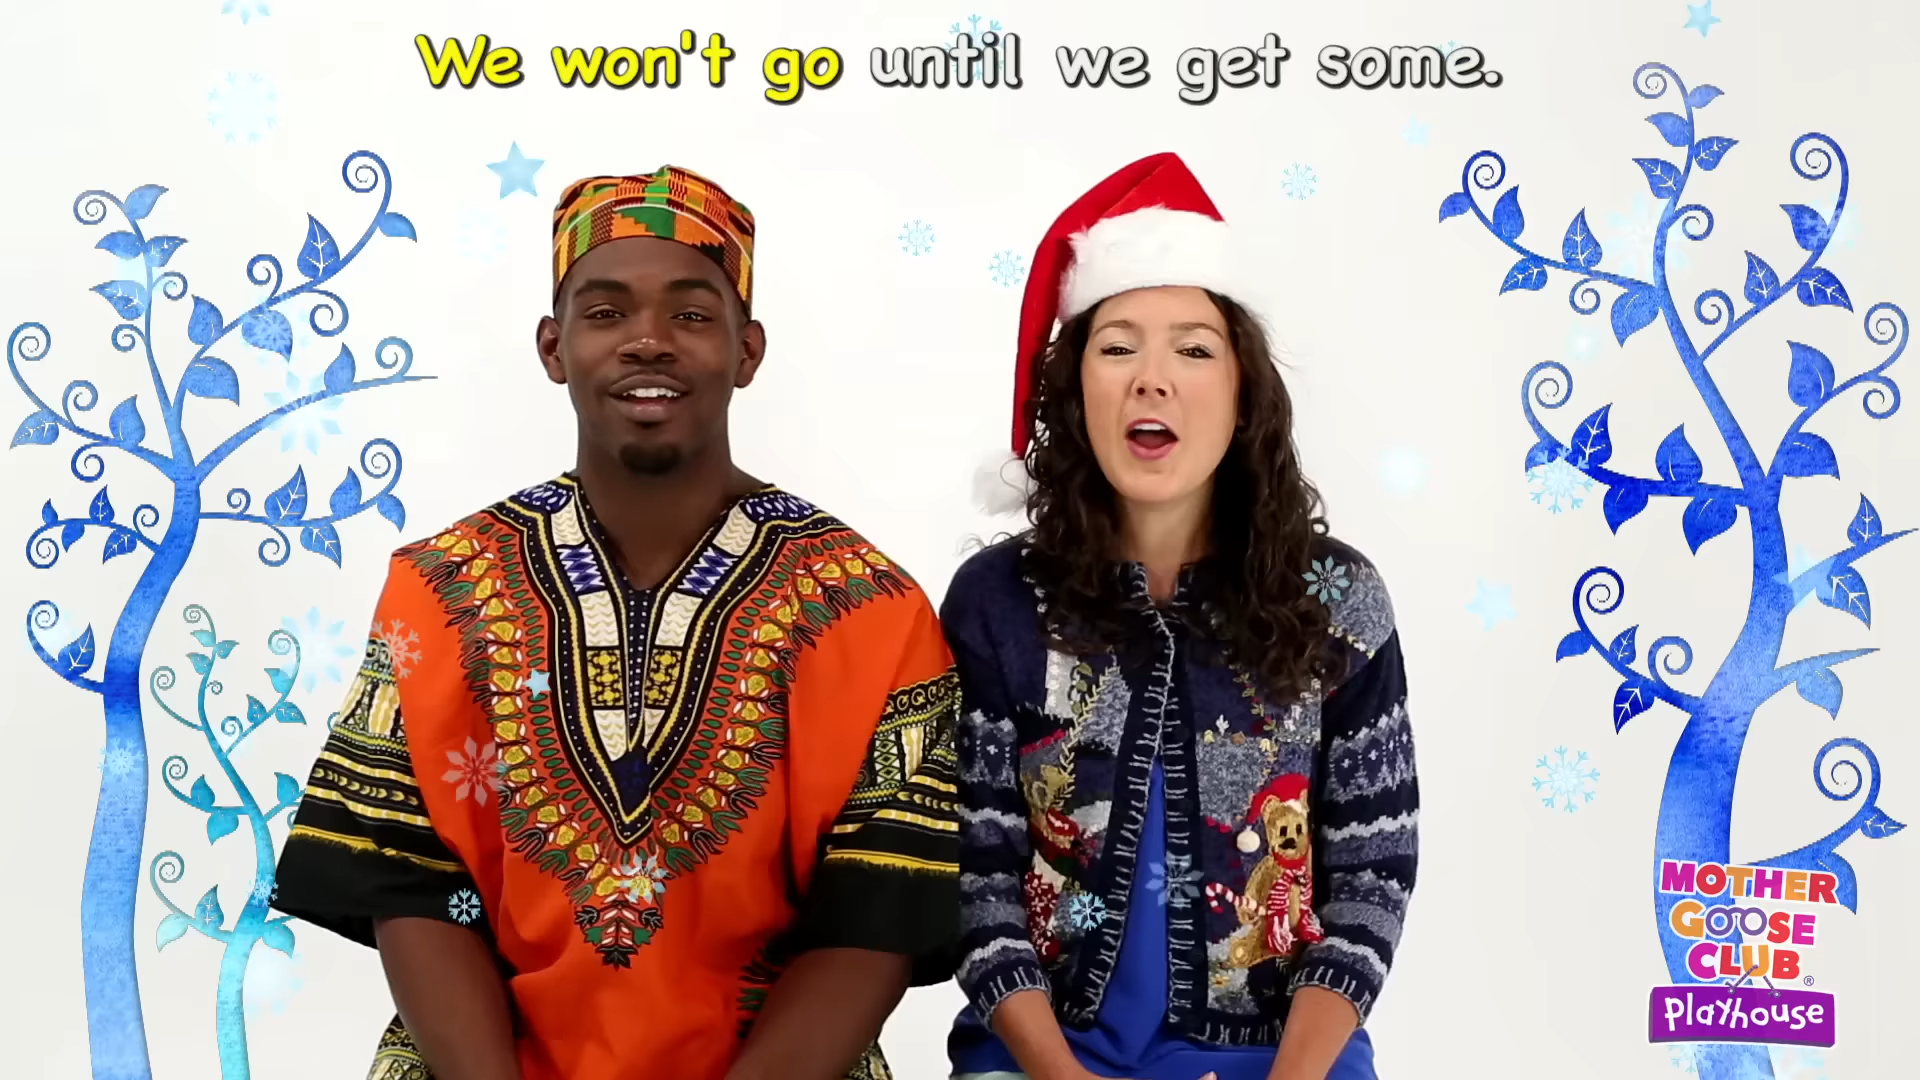 We won't go until we get some.
MOTHER
GOOSE
CLUB®
Playhouse